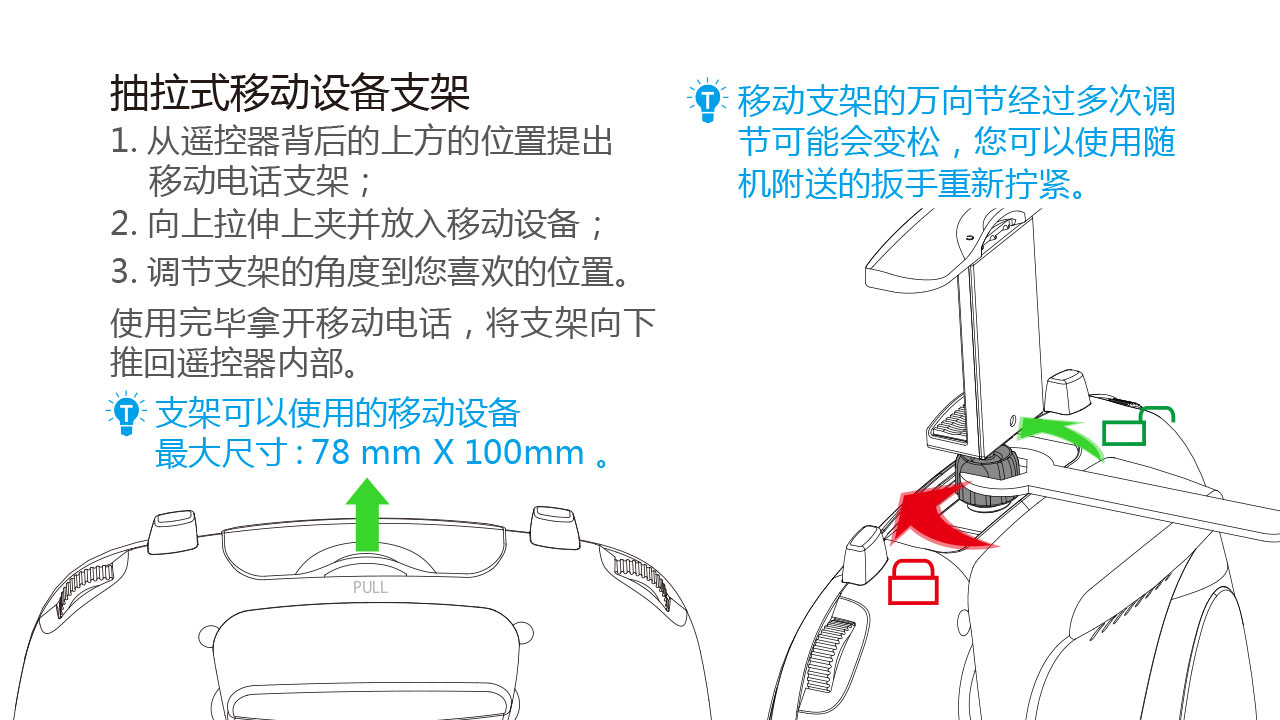 抽拉式移动设备支架
1. 从遥控器背后的上方的位置提出
移动电话支架；
2. 向上拉伸上夹并放入移动设备；
3. 调节支架的角度到您喜欢的位置。
使用完毕拿开移动电话，将支架向下
推回遥控器内部。
T 支架可以使用的移动设备
最大尺寸 : 78 mm X 100mm 。
PULL
T 移动支架的万向节经过多次调
节可能会变松，您可以使用随
机附送的扳手重新拧紧。